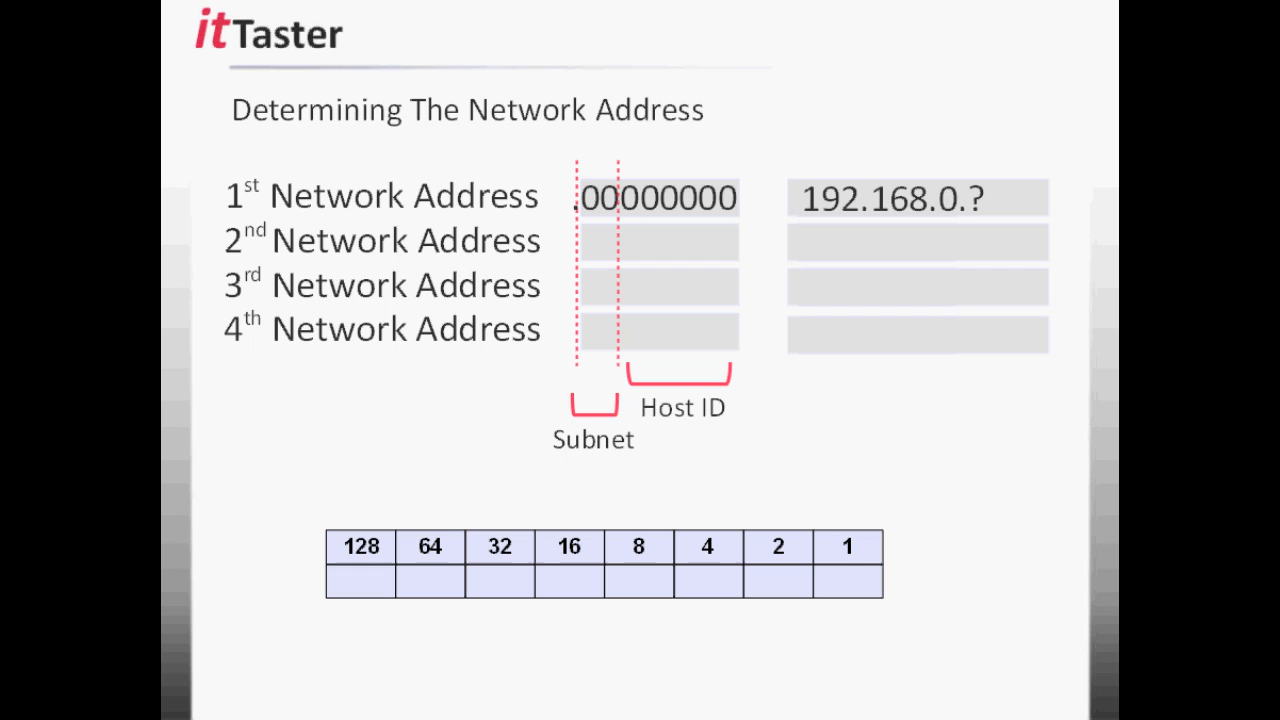 itTaster
Determining The Network Address
1st Network Address .00000000 192.168.0.?
2nd Network Address
3rd Network Address
4th Network Address
Host ID
Subnet
128 64 32 16 8 4 2 1